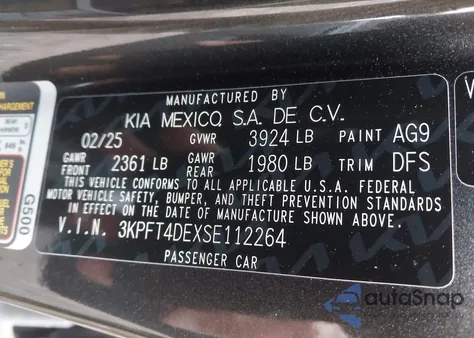 MANUFACTURED BY
KIA MEXICO, S.A. DE C.V.
02/25 GVWR 3924 LB PAINT AG9
GAWR FRONT 2361 LB GAWR REAR 1980 LB TRIM DFS
THIS VEHICLE CONFORMS TO ALL APPLICABLE U.S.A. FEDERAL
MOTOR VEHICLE SAFETY, BUMPER, AND THEFT PREVENTION STANDARDS
IN EFFECT ON THE DATE OF MANUFACTURE SHOWN ABOVE.
V.I.N. 3KPFT4DEXSE112264
PASSENGER CAR
G500
autoSnap